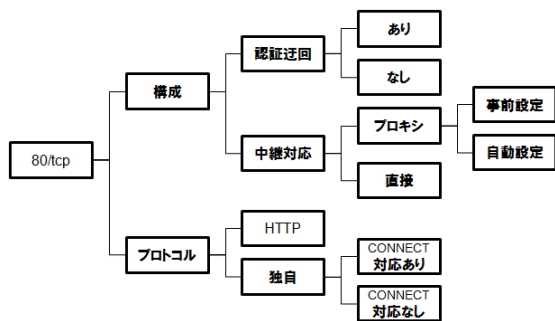 80/tcp
構成
認証迂回
あり
なし
中継対応
プロキシ
事前設定
自動設定
直接
プロトコル
HTTP
独自
CONNECT
対応あり
CONNECT
対応なし